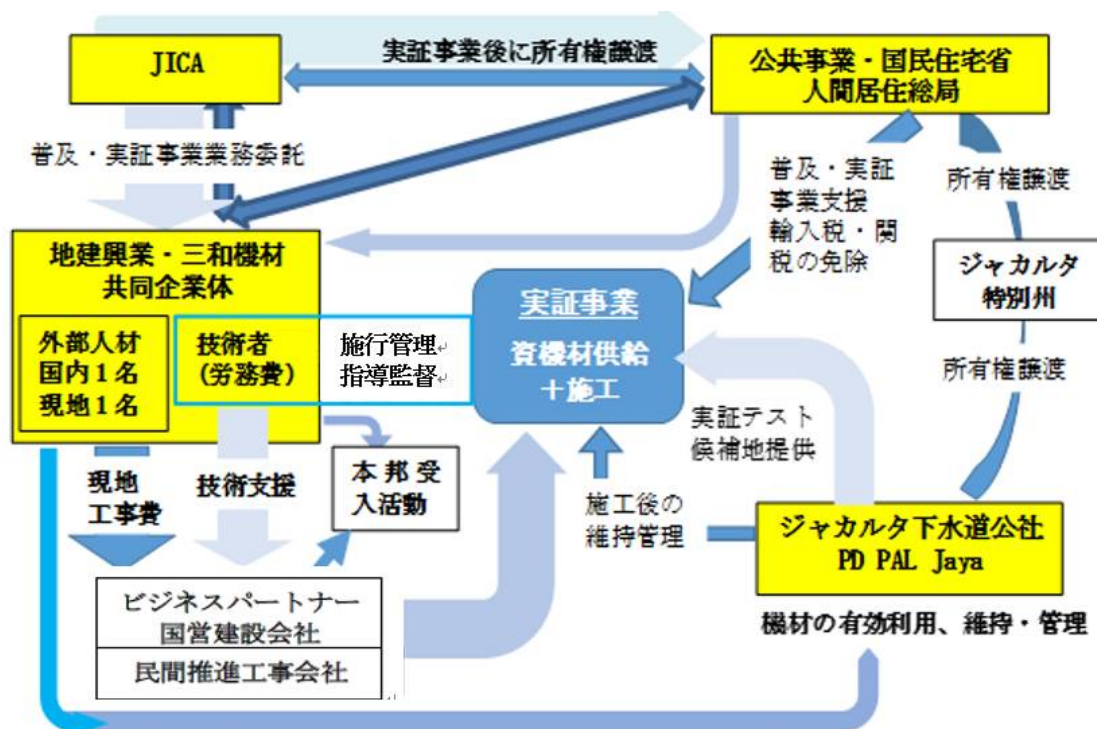 JICA
実証事業後に所有権譲渡
公共事業・国民住宅省
人間居住総局
普及・実証事業業務委託
普及・実証
事業支援
輸入税・関
税の免除
所有権譲渡
地建興業・三和機材
共同企業体
外部人材
国内1名
現地1名
技術者
(労務費)
施行管理
指導監督
実証事業
資機材供給
+施工
ジャカルタ
特別州
所有権譲渡
実証テスト
候補地提供
現地
工事費
技術支援
本邦受
入活動
施工後の
維持管理
ジャカルタ下水道公社
PD PAL Jaya
機材の有効利用、維持・管理
ビジネスパートナー
国営建設会社
民間推進工事会社